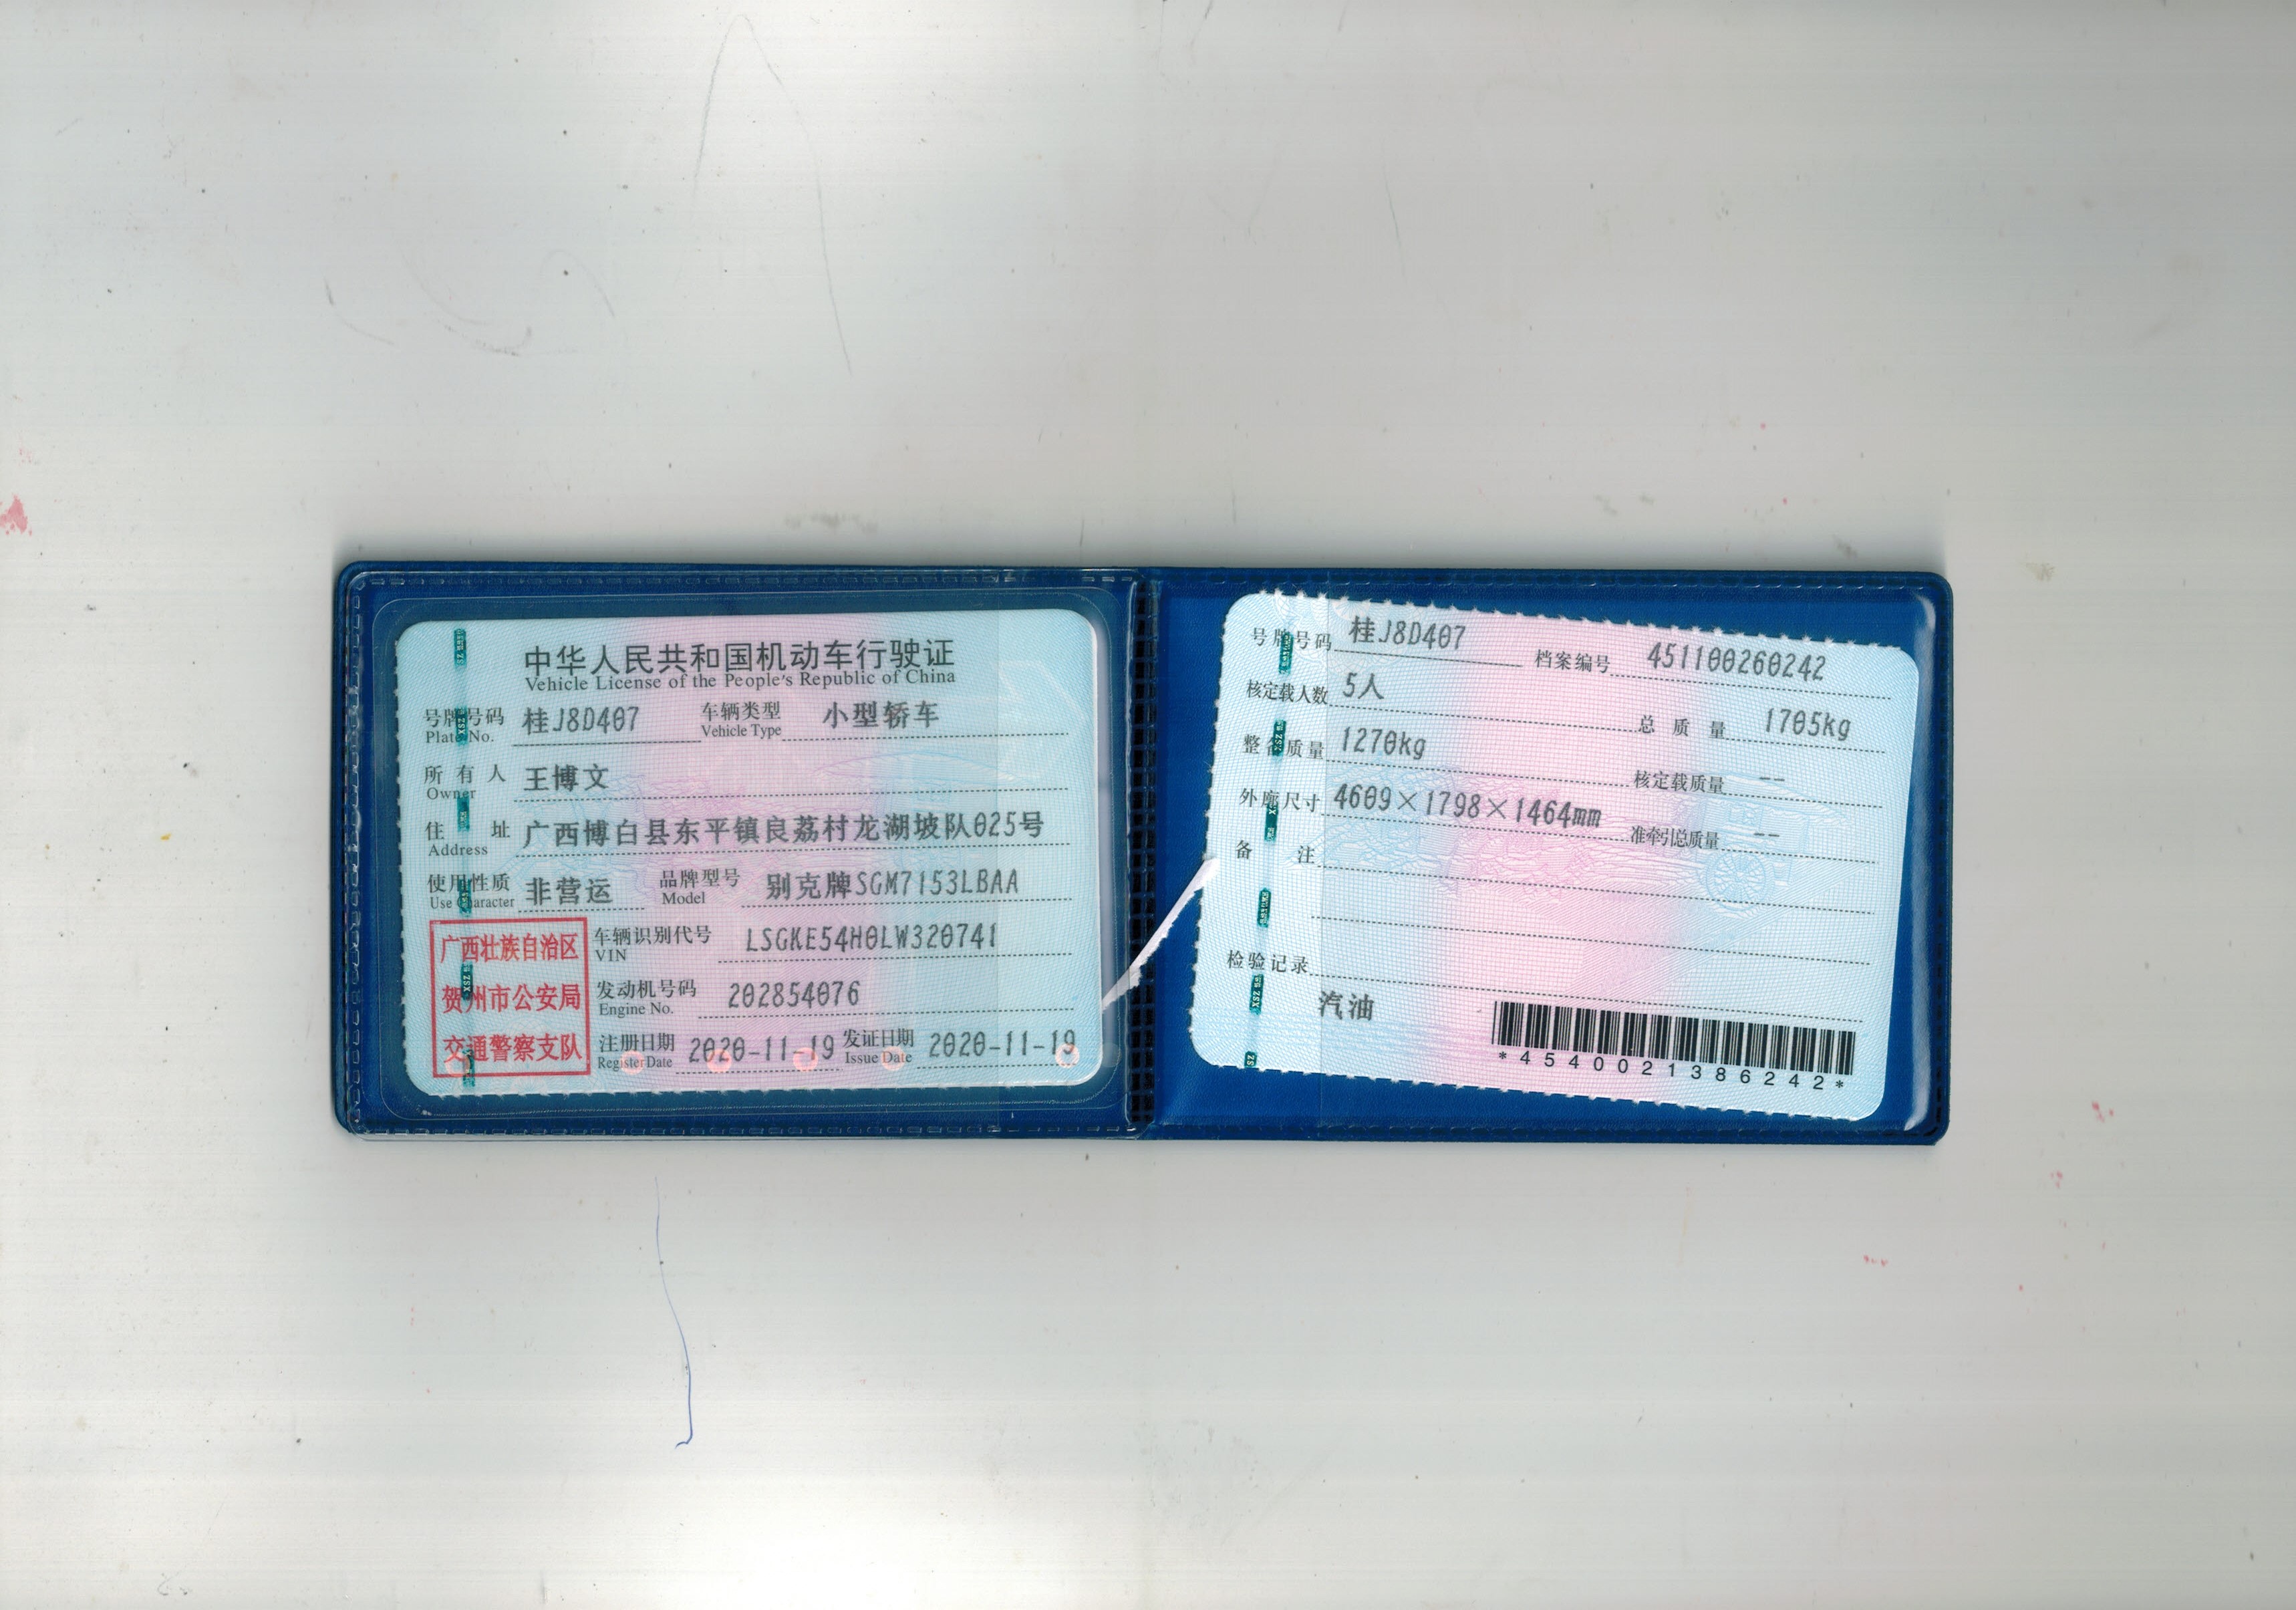 中华人民共和国机动车行驶证
Vehicle License of the People's Republic of China
号牌号码 桂J8D407 车辆类型 小型轿车
Plate No. Vehicle Type
所有人 王博文
Owner
住址 广西博白县东平镇良荔村龙湖坡队025号
Address
使用性质 非营运 品牌型号 别克牌SGM7153LBAA
Use Character Model
广西壮族自治区
贺州市公安局
交通警察支队
车辆识别代号 LSGKE54H0LW320741
VIN
发动机号码 202854076
Engine No.
注册日期 2020-11-19 发证日期 2020-11-19
Register Date Issue Date
号牌号码 桂J8D407 档案编号 451100260242
核定载人数 5人 总质量 1705kg
整备质量 1270kg 核定载质量 --
外廓尺寸 4609×1798×1464mm 准牵引总质量 --
备注
检验记录
汽油
*4540021386242*